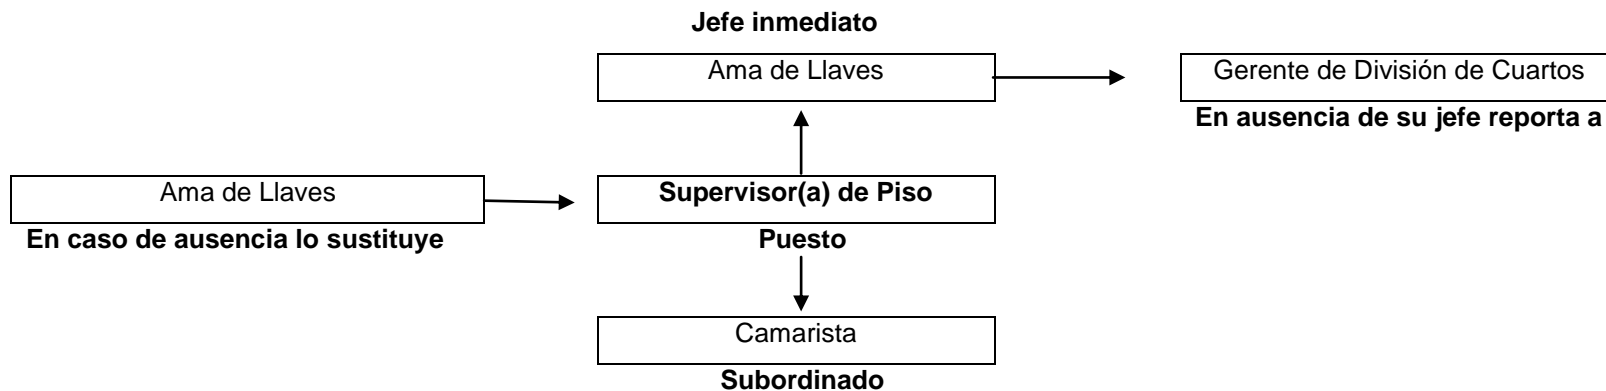 Jefe inmediato
Ama de Llaves
Gerente de División de Cuartos
En ausencia de su jefe reporta a
Ama de Llaves
En caso de ausencia lo sustituye
Supervisor(a) de Piso
Puesto
Camarista
Subordinado